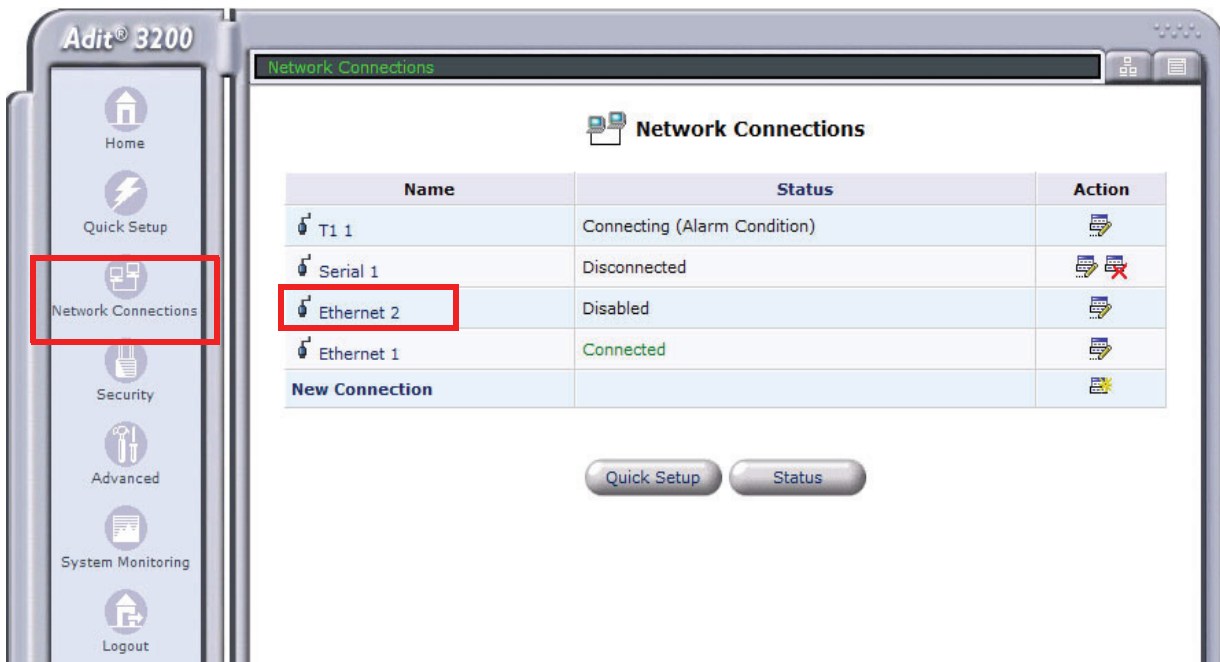 Adit® 3200
Network Connections
Home
Quick Setup
Network Connections
Security
Advanced
System Monitoring
Logout
Network Connections
Name Status Action
T1 1 Connecting (Alarm Condition)
Serial 1 Disconnected
Ethernet 2 Disabled
Ethernet 1 Connected
New Connection
Quick Setup Status